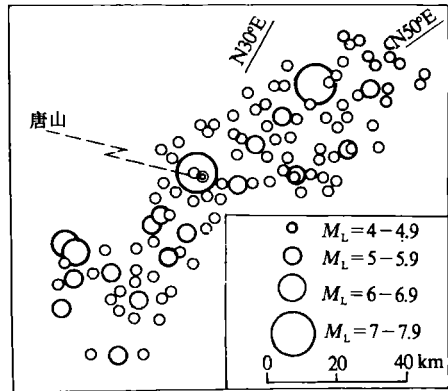 N30°E
N50°E
唐山
M_L=4-4.9
M_L=5-5.9
M_L=6-6.9
M_L=7-7.9
0 20 40 km